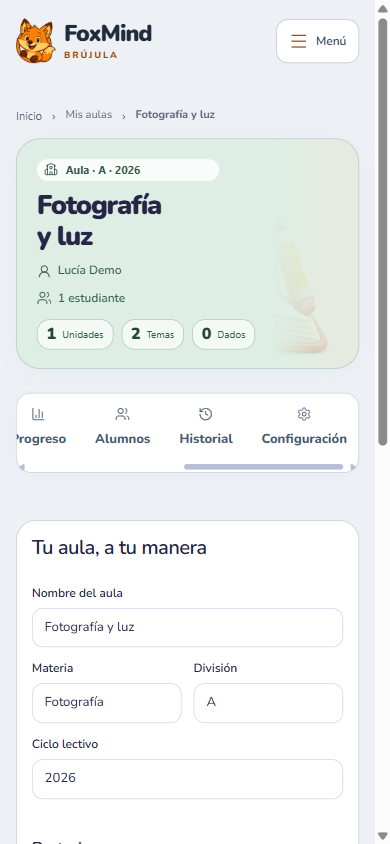 FoxMind
BRÚJULA
Menú
Inicio › Mis aulas › Fotografía y luz
Aula · A · 2026
Fotografía
y luz
Lucía Demo
1 estudiante
1 Unidades 2 Temas 0 Dados
Progreso Alumnos Historial Configuración
Tu aula, a tu manera
Nombre del aula
Fotografía y luz
Materia División
Fotografía A
Ciclo lectivo
2026